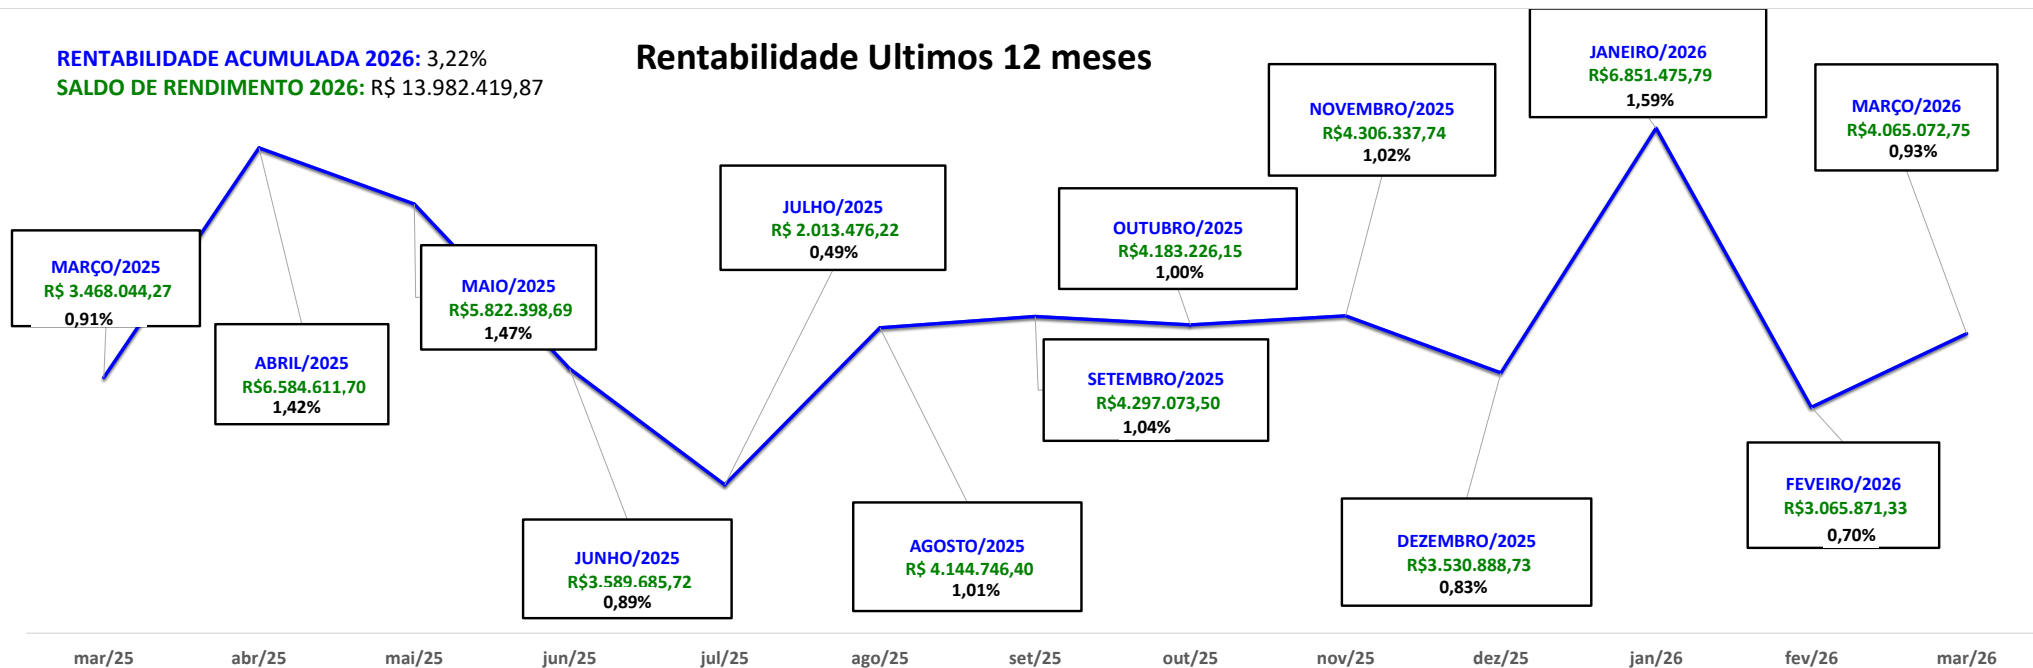 RENTABILIDADE ACUMULADA 2026: 3,22%
SALDO DE RENDIMENTO 2026: R$ 13.982.419,87
Rentabilidade Ultimos 12 meses
MARÇO/2025
R$ 3.468.044,27
0,91%
ABRIL/2025
R$6.584.611,70
1,42%
MAIO/2025
R$5.822.398,69
1,47%
JUNHO/2025
R$3.589.685,72
0,89%
JULHO/2025
R$ 2.013.476,22
0,49%
AGOSTO/2025
R$ 4.144.746,40
1,01%
SETEMBRO/2025
R$4.297.073,50
1,04%
OUTUBRO/2025
R$4.183.226,15
1,00%
NOVEMBRO/2025
R$4.306.337,74
1,02%
DEZEMBRO/2025
R$3.530.888,73
0,83%
JANEIRO/2026
R$6.851.475,79
1,59%
FEVEIRO/2026
R$3.065.871,33
0,70%
MARÇO/2026
R$4.065.072,75
0,93%
mar/25
abr/25
mai/25
jun/25
jul/25
ago/25
set/25
out/25
nov/25
dez/25
jan/26
fev/26
mar/26